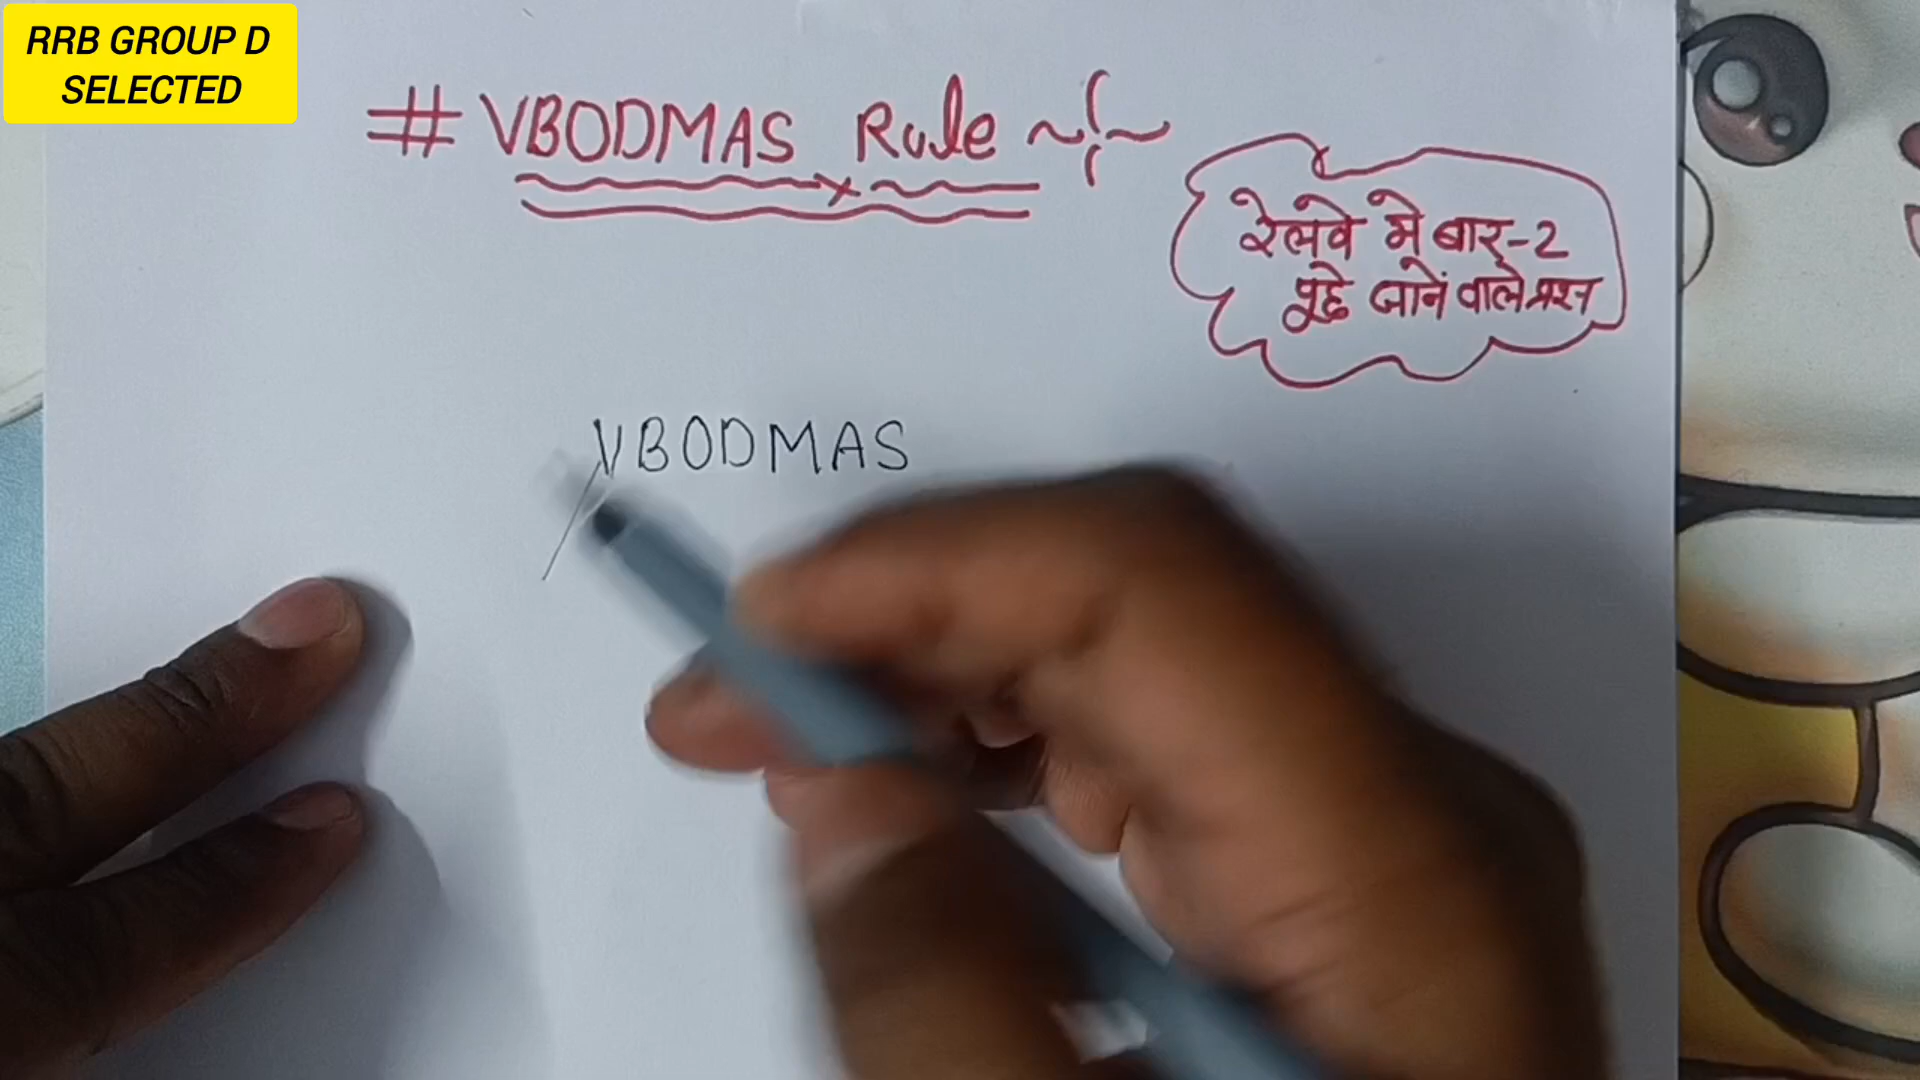 RRB GROUP D
SELECTED
# VBODMAS Rule
रेलवे मे बार-2
पूछे जानें वाले प्रश्न
VBODMAS